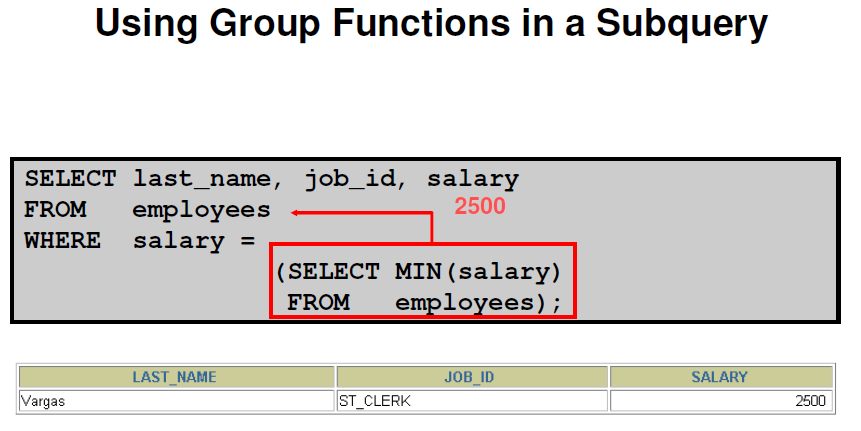 Using Group Functions in a Subquery
SELECT last_name, job_id, salary
FROM employees
2500
WHERE salary =
(SELECT MIN(salary)
FROM employees);
LAST_NAME JOB_ID SALARY
Vargas ST_CLERK 2500